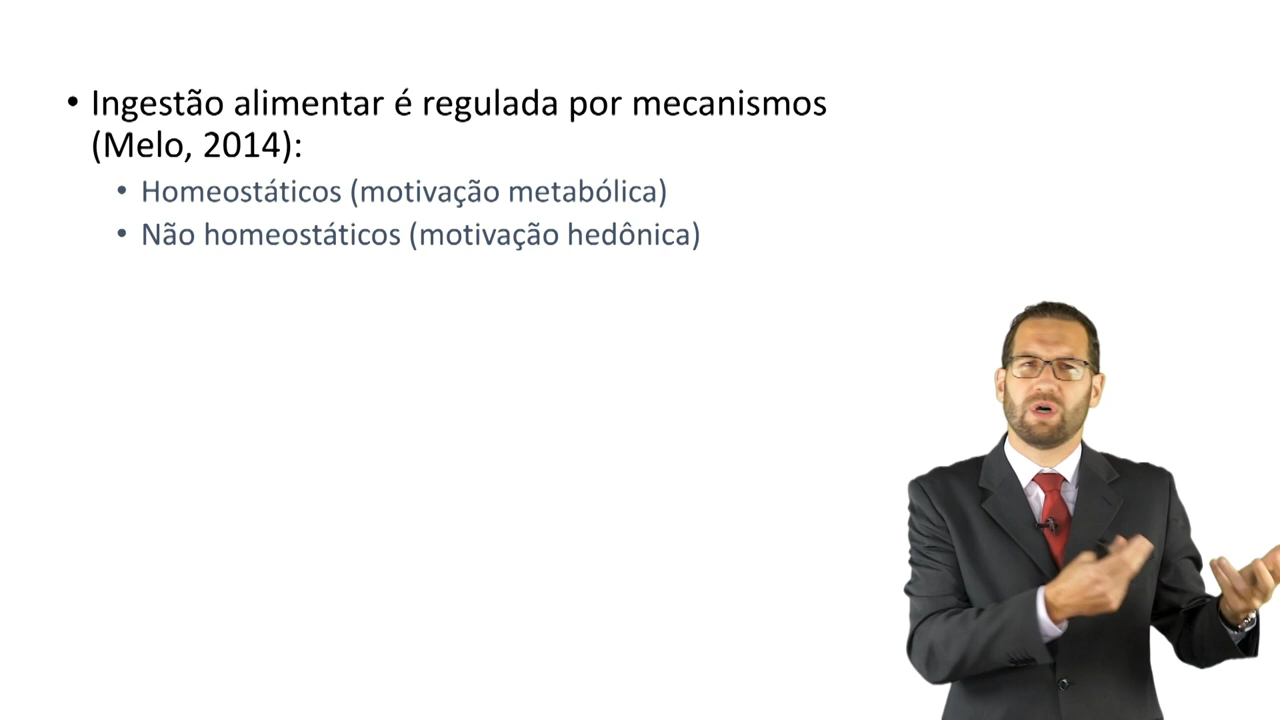 • Ingestão alimentar é regulada por mecanismos
(Melo, 2014):
• Homeostáticos (motivação metabólica)
• Não homeostáticos (motivação hedônica)